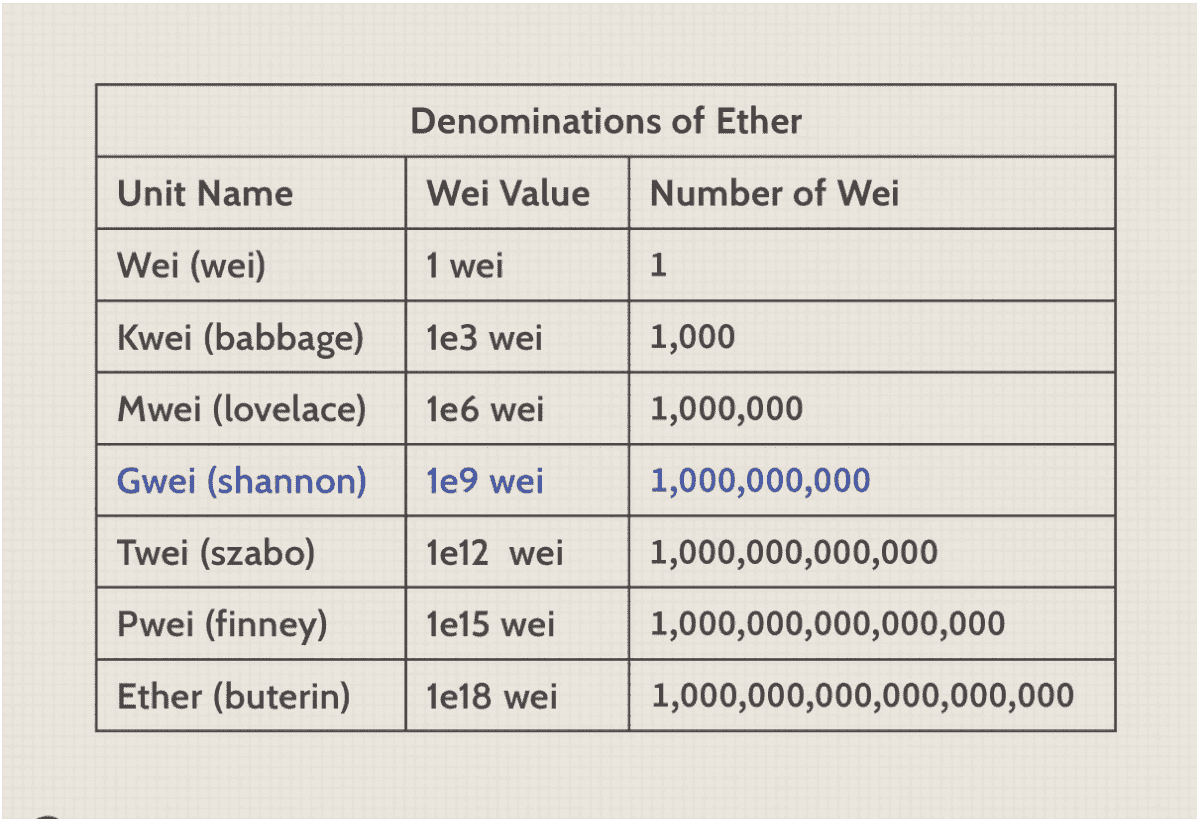 Denominations of Ether
Unit Name Wei Value Number of Wei
Wei (wei) 1 wei 1
Kwei (babbage) 1e3 wei 1,000
Mwei (lovelace) 1e6 wei 1,000,000
Gwei (shannon) 1e9 wei 1,000,000,000
Twei (szabo) 1e12 wei 1,000,000,000,000
Pwei (finney) 1e15 wei 1,000,000,000,000,000
Ether (buterin) 1e18 wei 1,000,000,000,000,000,000